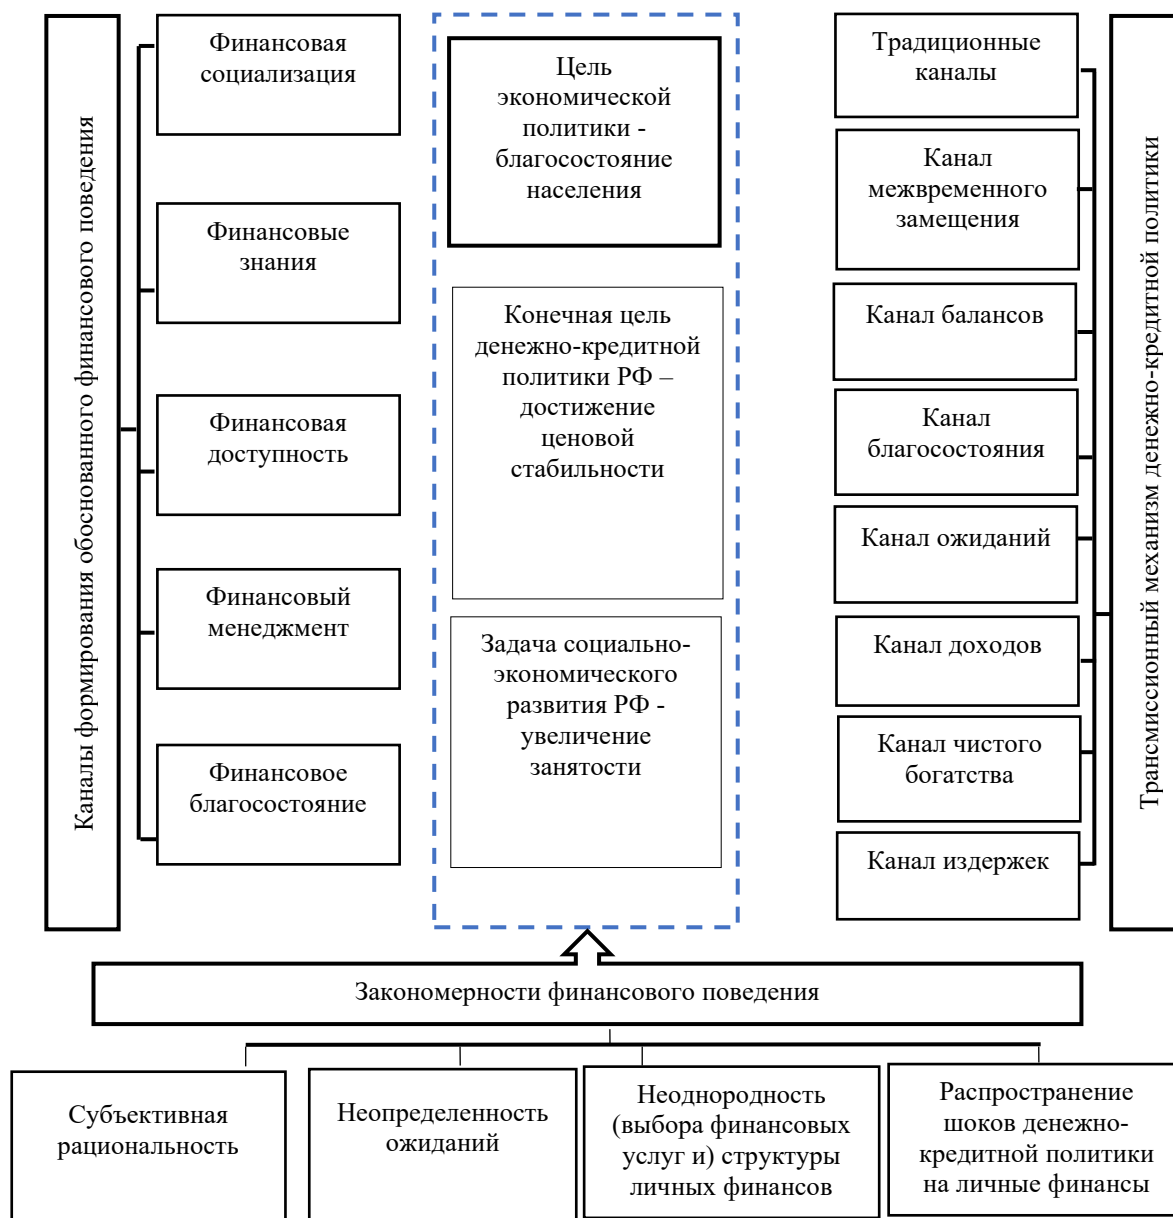 Каналы формирования обоснованного финансового поведения
Финансовая
социализация
Финансовые
знания
Финансовая
доступность
Финансовый
менеджмент
Финансовое
благосостояние
Цель
экономической
политики -
благосостояние
населения
Конечная цель
денежно-кредитной
политики РФ –
достижение
ценовой
стабильности
Задача социально-
экономического
развития РФ -
увеличение
занятости
Традиционные
каналы
Канал
межвременного
замещения
Канал балансов
Канал
благосостояния
Канал ожиданий
Канал доходов
Канал чистого
богатства
Канал издержек
Трансмиссионный механизм денежно-кредитной политики
Закономерности финансового поведения
Субъективная
рациональность
Неопределенность
ожиданий
Неоднородность
(выбора финансовых
услуг и) структуры
личных финансов
Распространение
шоков денежно-
кредитной политики
на личные финансы